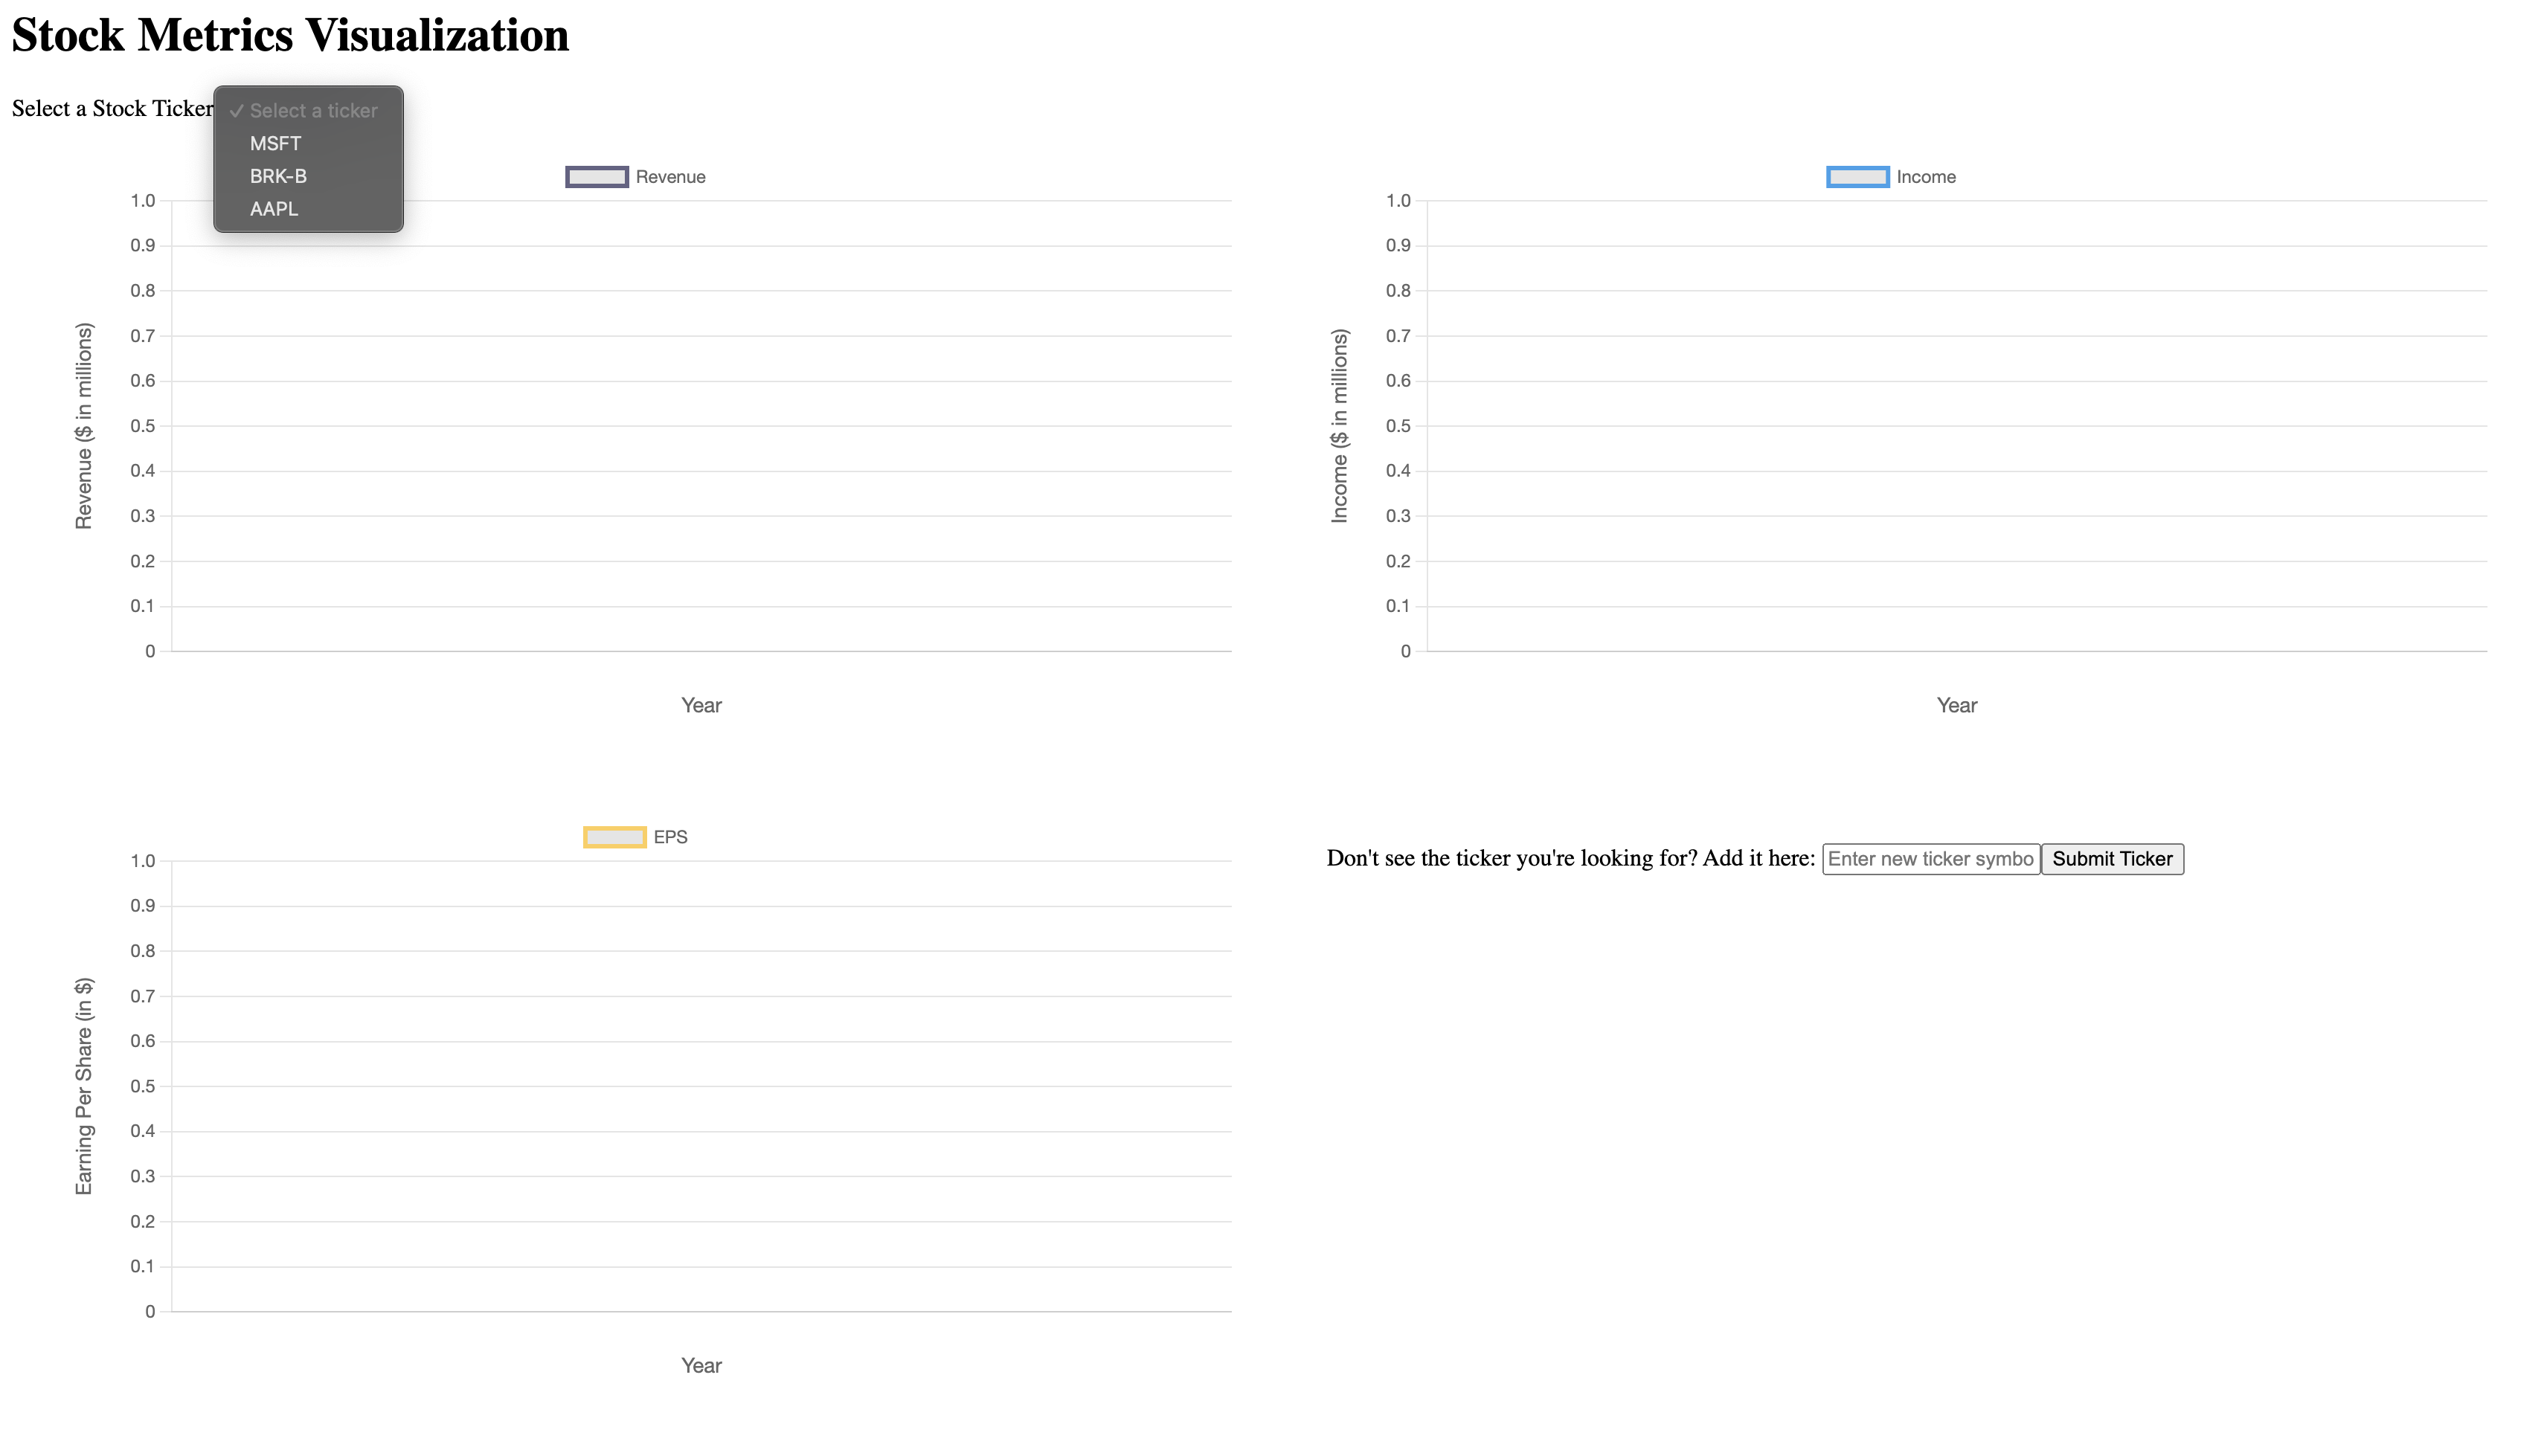 Stock Metrics Visualization
Select a Stock Ticker
✓ Select a ticker
MSFT
BRK-B
AAPL
Revenue
1.0
0.9
0.8
0.7
0.6
0.5
0.4
0.3
0.2
0.1
0
Revenue ($ in millions)
Year
Income
1.0
0.9
0.8
0.7
0.6
0.5
0.4
0.3
0.2
0.1
0
Income ($ in millions)
Year
EPS
1.0
0.9
0.8
0.7
0.6
0.5
0.4
0.3
0.2
0.1
0
Earning Per Share (in $)
Year
Don't see the ticker you're looking for? Add it here: Enter new ticker symbo Submit Ticker